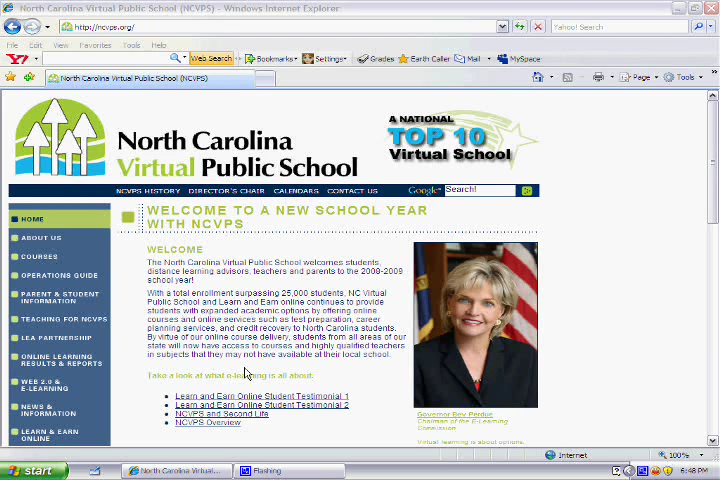 North Carolina Virtual Public School (NCVPS) - Windows Internet Explorer
http://ncvps.org/
Yahoo! Search
File Edit View Favorites Tools Help
Y! Web Search Bookmarks Settings Grades Earth Caller Mail MySpace
North Carolina Virtual Public School (NCVPS)
Page Tools
North Carolina
Virtual Public School
A NATIONAL
TOP 10
Virtual School
NCVPS HISTORY DIRECTOR'S CHAIR CALENDARS CONTACT US Google Search!
HOME
ABOUT US
COURSES
OPERATIONS GUIDE
PARENT & STUDENT
INFORMATION
TEACHING FOR NCVPS
LEA PARTNERSHIP
ONLINE LEARNING
RESULTS & REPORTS
WEB 2.0 &
E-LEARNING
NEWS &
INFORMATION
LEARN & EARN
ONLINE
WELCOME TO A NEW SCHOOL YEAR
WITH NCVPS
WELCOME
The North Carolina Virtual Public School welcomes students,
distance learning advisors, teachers and parents to the 2008-2009
school year!
With a total enrollment surpassing 25,000 students, NC Virtual
Public School and Learn and Earn online continues to provide
students with expanded academic options by offering online
courses and online services such as test preparation, career
planning services, and credit recovery to North Carolina students.
By virtue of our online course delivery, students from all areas of our
state will now have access to courses and highly qualified teachers
in subjects that they may not have available at their local school.
Take a look at what e-learning is all about.
Learn and Earn Online Student Testimonial 1
Learn and Earn Online Student Testimonial 2
NCVPS and Second Life
NCVPS Overview
Governor Bev Perdue
Chairman of the E-Learning
Commission
Virtual learning is about options.
Internet 100%
start North Carolina Virtual... Flashing 6:48 PM